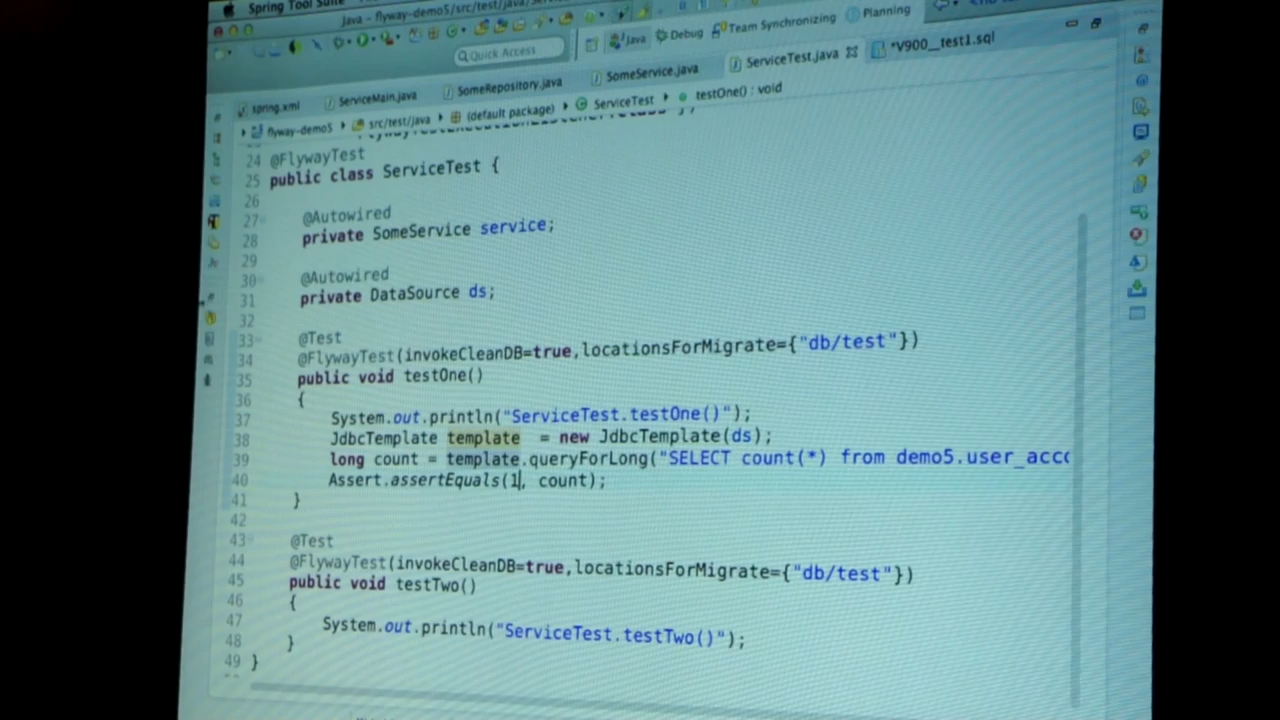 Spring Tool Suite
Java - flyway-demo5/src/test/java/
Quick Access
Java
Debug
Team Synchronizing
Planning
spring.xml
ServiceMain.java
SomeRepository.java
SomeService.java
ServiceTest.java
*V900__test1.sql
flyway-demo5
src/test/java
(default package)
ServiceTest
testOne() : void
24 @FlywayTest
25 public class ServiceTest {
26
27 @Autowired
28 private SomeService service;
29
30 @Autowired
31 private DataSource ds;
32
33 @Test
34 @FlywayTest(invokeCleanDB=true,locationsForMigrate={"db/test"})
35 public void testOne()
36 {
37 System.out.println("ServiceTest.testOne()");
38 JdbcTemplate template = new JdbcTemplate(ds);
39 long count = template.queryForLong("SELECT count(*) from demo5.user_acco
40 Assert.assertEquals(1, count);
41 }
42
43 @Test
44 @FlywayTest(invokeCleanDB=true,locationsForMigrate={"db/test"})
45 public void testTwo()
46 {
47 System.out.println("ServiceTest.testTwo()");
48 }
49 }